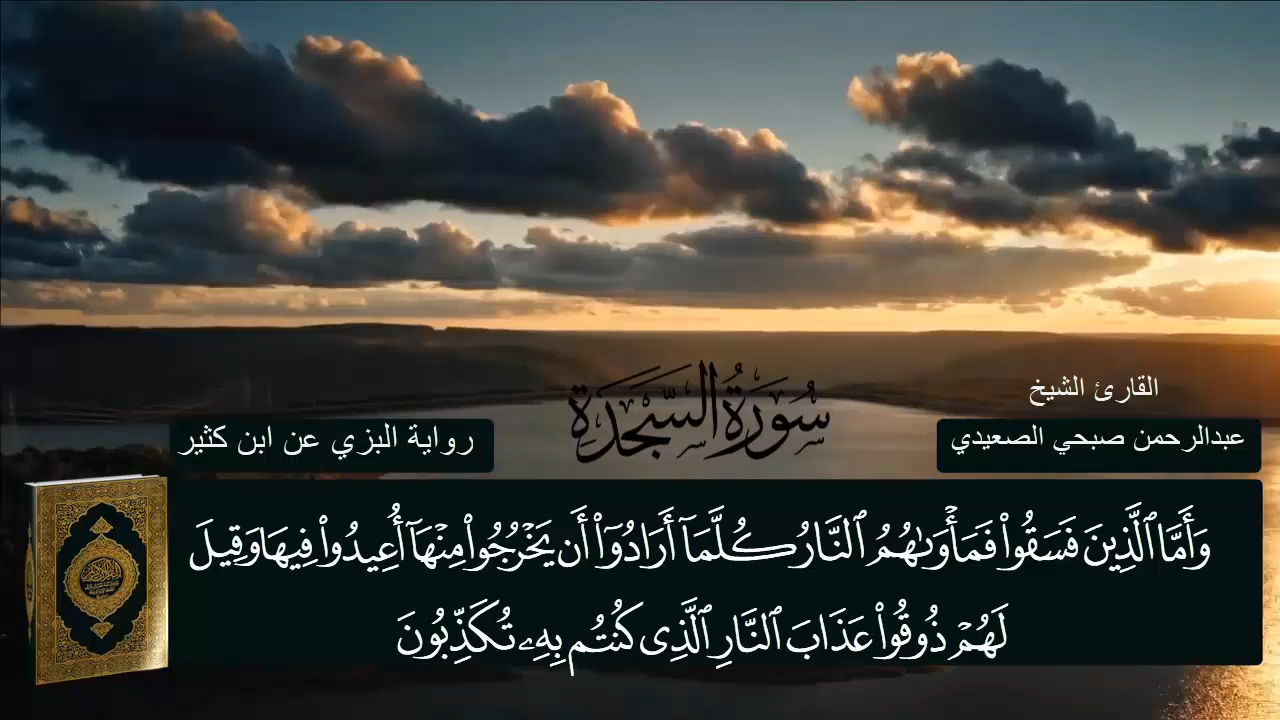 القارئ الشيخ
عبدالرحمن صبحي الصعيدي
سُورَةُ السَّجْدَةِ
رواية البزي عن ابن كثير
وَأَمَّا ٱلَّذِينَ فَسَقُوا۟ فَمَأْوَىٰهُمُ ٱلنَّارُ كُلَّمَآ أَرَادُوٓا۟ أَن يَخْرُجُوا۟ مِنْهَآ أُعِيدُوا۟ فِيهَا وَقِيلَ
لَهُمْ ذُوقُوا۟ عَذَابَ ٱلنَّارِ ٱلَّذِى كُنتُم بِهِۦ تُكَذِّبُونَ